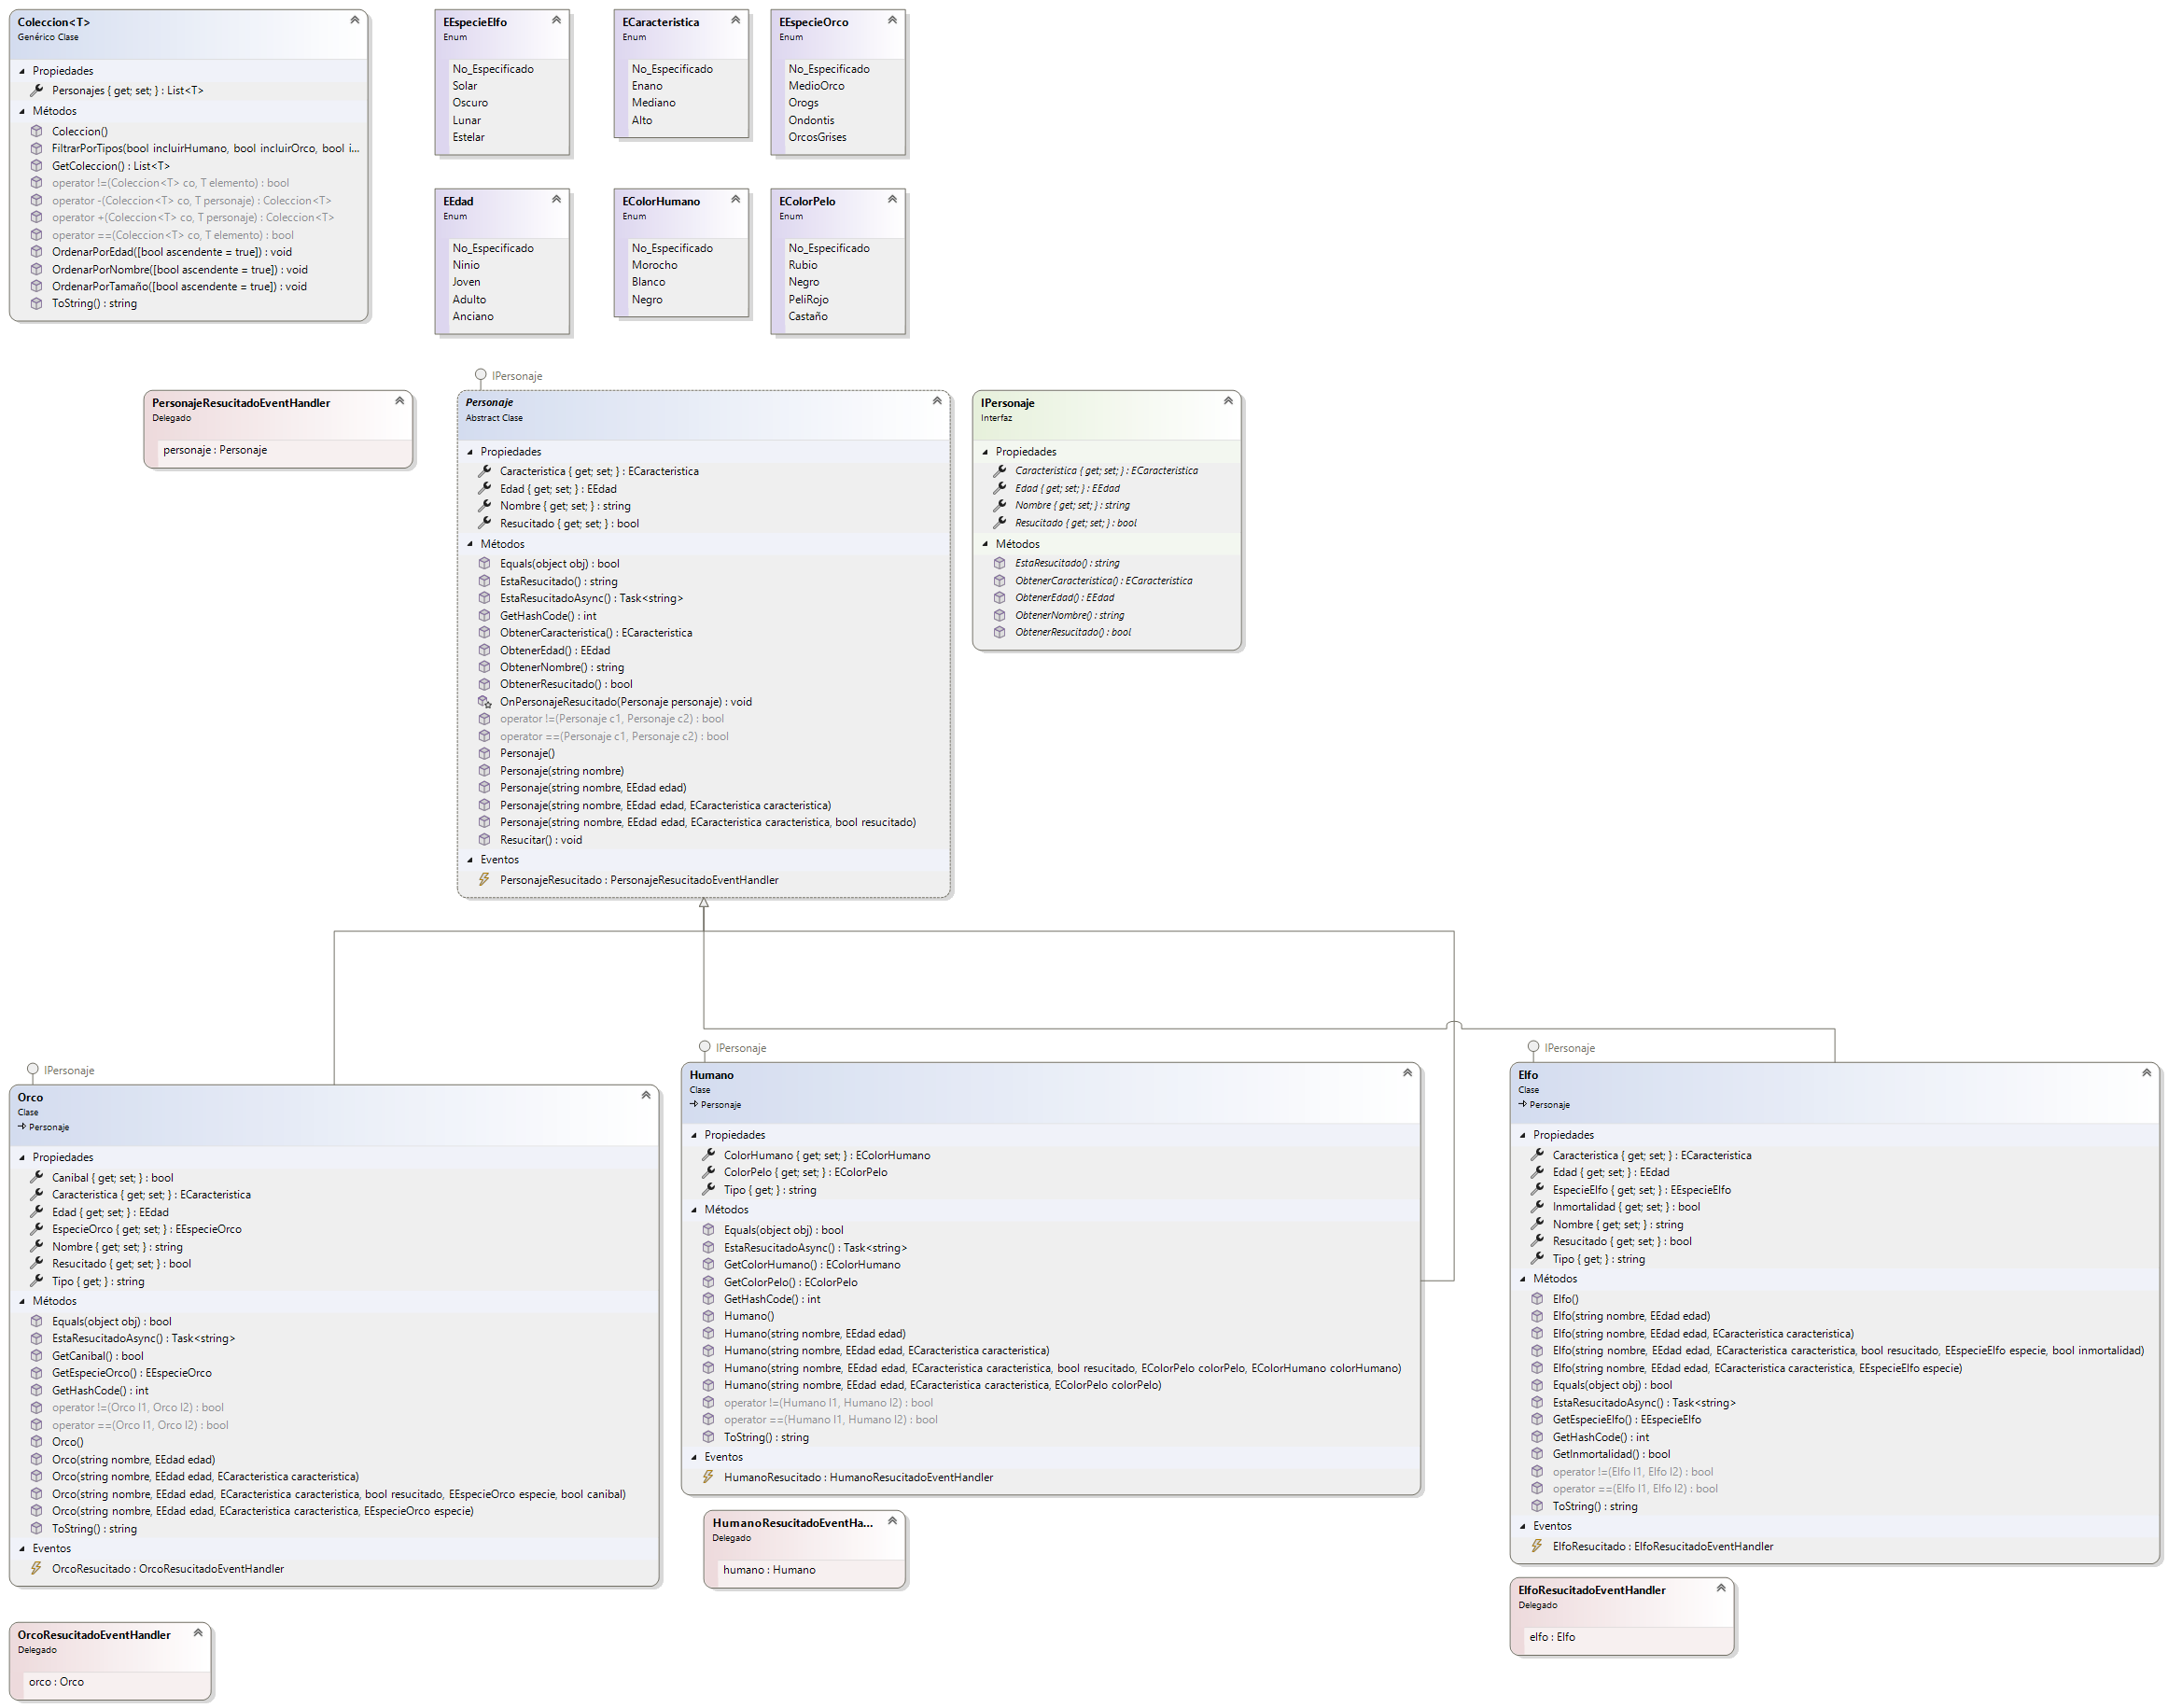 Coleccion<T>
Genérico Clase
Propiedades
Personajes { get; set; } : List<T>
Métodos
Coleccion()
FiltrarPorTipos(bool incluirHumano, bool incluirOrco, bool i...
GetColeccion() : List<T>
operator !=(Coleccion<T> co, T elemento) : bool
operator -(Coleccion<T> co, T personaje) : Coleccion<T>
operator +(Coleccion<T> co, T personaje) : Coleccion<T>
operator ==(Coleccion<T> co, T elemento) : bool
OrdenarPorEdad([bool ascendente = true]) : void
OrdenarPorNombre([bool ascendente = true]) : void
OrdenarPorTamaño([bool ascendente = true]) : void
ToString() : string
EEspecieElfo
Enum
No_Especificado
Solar
Oscuro
Lunar
Estelar
ECaracteristica
Enum
No_Especificado
Enano
Mediano
Alto
EEspecieOrco
Enum
No_Especificado
MedioOrco
Orogs
Ondontis
OrcosGrises
EEdad
Enum
No_Especificado
Ninio
Joven
Adulto
Anciano
EColorHumano
Enum
No_Especificado
Morocho
Blanco
Negro
EColorPelo
Enum
No_Especificado
Rubio
Negro
PeliRojo
Castaño
PersonajeResucitadoEventHandler
Delegado
personaje : Personaje
IPersonaje
Personaje
Abstract Clase
Propiedades
Caracteristica { get; set; } : ECaracteristica
Edad { get; set; } : EEdad
Nombre { get; set; } : string
Resucitado { get; set; } : bool
Métodos
Equals(object obj) : bool
EstaResucitado() : string
EstaResucitadoAsync() : Task<string>
GetHashCode() : int
ObtenerCaracteristica() : ECaracteristica
ObtenerEdad() : EEdad
ObtenerNombre() : string
ObtenerResucitado() : bool
OnPersonajeResucitado(Personaje personaje) : void
operator !=(Personaje c1, Personaje c2) : bool
operator ==(Personaje c1, Personaje c2) : bool
Personaje()
Personaje(string nombre)
Personaje(string nombre, EEdad edad)
Personaje(string nombre, EEdad edad, ECaracteristica caracteristica)
Personaje(string nombre, EEdad edad, ECaracteristica caracteristica, bool resucitado)
Resucitar() : void
Eventos
PersonajeResucitado : PersonajeResucitadoEventHandler
IPersonaje
Interfaz
Propiedades
Caracteristica { get; set; } : ECaracteristica
Edad { get; set; } : EEdad
Nombre { get; set; } : string
Resucitado { get; set; } : bool
Métodos
EstaResucitado() : string
ObtenerCaracteristica() : ECaracteristica
ObtenerEdad() : EEdad
ObtenerNombre() : string
ObtenerResucitado() : bool
IPersonaje
Orco
Clase
Personaje
Propiedades
Canibal { get; set; } : bool
Caracteristica { get; set; } : ECaracteristica
Edad { get; set; } : EEdad
EspecieOrco { get; set; } : EEspecieOrco
Nombre { get; set; } : string
Resucitado { get; set; } : bool
Tipo { get; } : string
Métodos
Equals(object obj) : bool
EstaResucitadoAsync() : Task<string>
GetCanibal() : bool
GetEspecieOrco() : EEspecieOrco
GetHashCode() : int
operator !=(Orco l1, Orco l2) : bool
operator ==(Orco l1, Orco l2) : bool
Orco()
Orco(string nombre, EEdad edad)
Orco(string nombre, EEdad edad, ECaracteristica caracteristica)
Orco(string nombre, EEdad edad, ECaracteristica caracteristica, bool resucitado, EEspecieOrco especie, bool canibal)
Orco(string nombre, EEdad edad, ECaracteristica caracteristica, EEspecieOrco especie)
ToString() : string
Eventos
OrcoResucitado : OrcoResucitadoEventHandler
OrcoResucitadoEventHandler
Delegado
orco : Orco
IPersonaje
Humano
Clase
Personaje
Propiedades
ColorHumano { get; set; } : EColorHumano
ColorPelo { get; set; } : EColorPelo
Tipo { get; } : string
Métodos
Equals(object obj) : bool
EstaResucitadoAsync() : Task<string>
GetColorHumano() : EColorHumano
GetColorPelo() : EColorPelo
GetHashCode() : int
Humano()
Humano(string nombre, EEdad edad)
Humano(string nombre, EEdad edad, ECaracteristica caracteristica)
Humano(string nombre, EEdad edad, ECaracteristica caracteristica, bool resucitado, EColorPelo colorPelo, EColorHumano colorHumano)
Humano(string nombre, EEdad edad, ECaracteristica caracteristica, EColorPelo colorPelo)
operator !=(Humano l1, Humano l2) : bool
operator ==(Humano l1, Humano l2) : bool
ToString() : string
Eventos
HumanoResucitado : HumanoResucitadoEventHandler
HumanoResucitadoEventHa...
Delegado
humano : Humano
IPersonaje
Elfo
Clase
Personaje
Propiedades
Caracteristica { get; set; } : ECaracteristica
Edad { get; set; } : EEdad
EspecieElfo { get; set; } : EEspecieElfo
Inmortalidad { get; set; } : bool
Nombre { get; set; } : string
Resucitado { get; set; } : bool
Tipo { get; } : string
Métodos
Elfo()
Elfo(string nombre, EEdad edad)
Elfo(string nombre, EEdad edad, ECaracteristica caracteristica)
Elfo(string nombre, EEdad edad, ECaracteristica caracteristica, bool resucitado, EEspecieElfo especie, bool inmortalidad)
Elfo(string nombre, EEdad edad, ECaracteristica caracteristica, EEspecieElfo especie)
Equals(object obj) : bool
EstaResucitadoAsync() : Task<string>
GetEspecieElfo() : EEspecieElfo
GetHashCode() : int
GetInmortalidad() : bool
operator !=(Elfo l1, Elfo l2) : bool
operator ==(Elfo l1, Elfo l2) : bool
ToString() : string
Eventos
ElfoResucitado : ElfoResucitadoEventHandler
ElfoResucitadoEventHandler
Delegado
elfo : Elfo